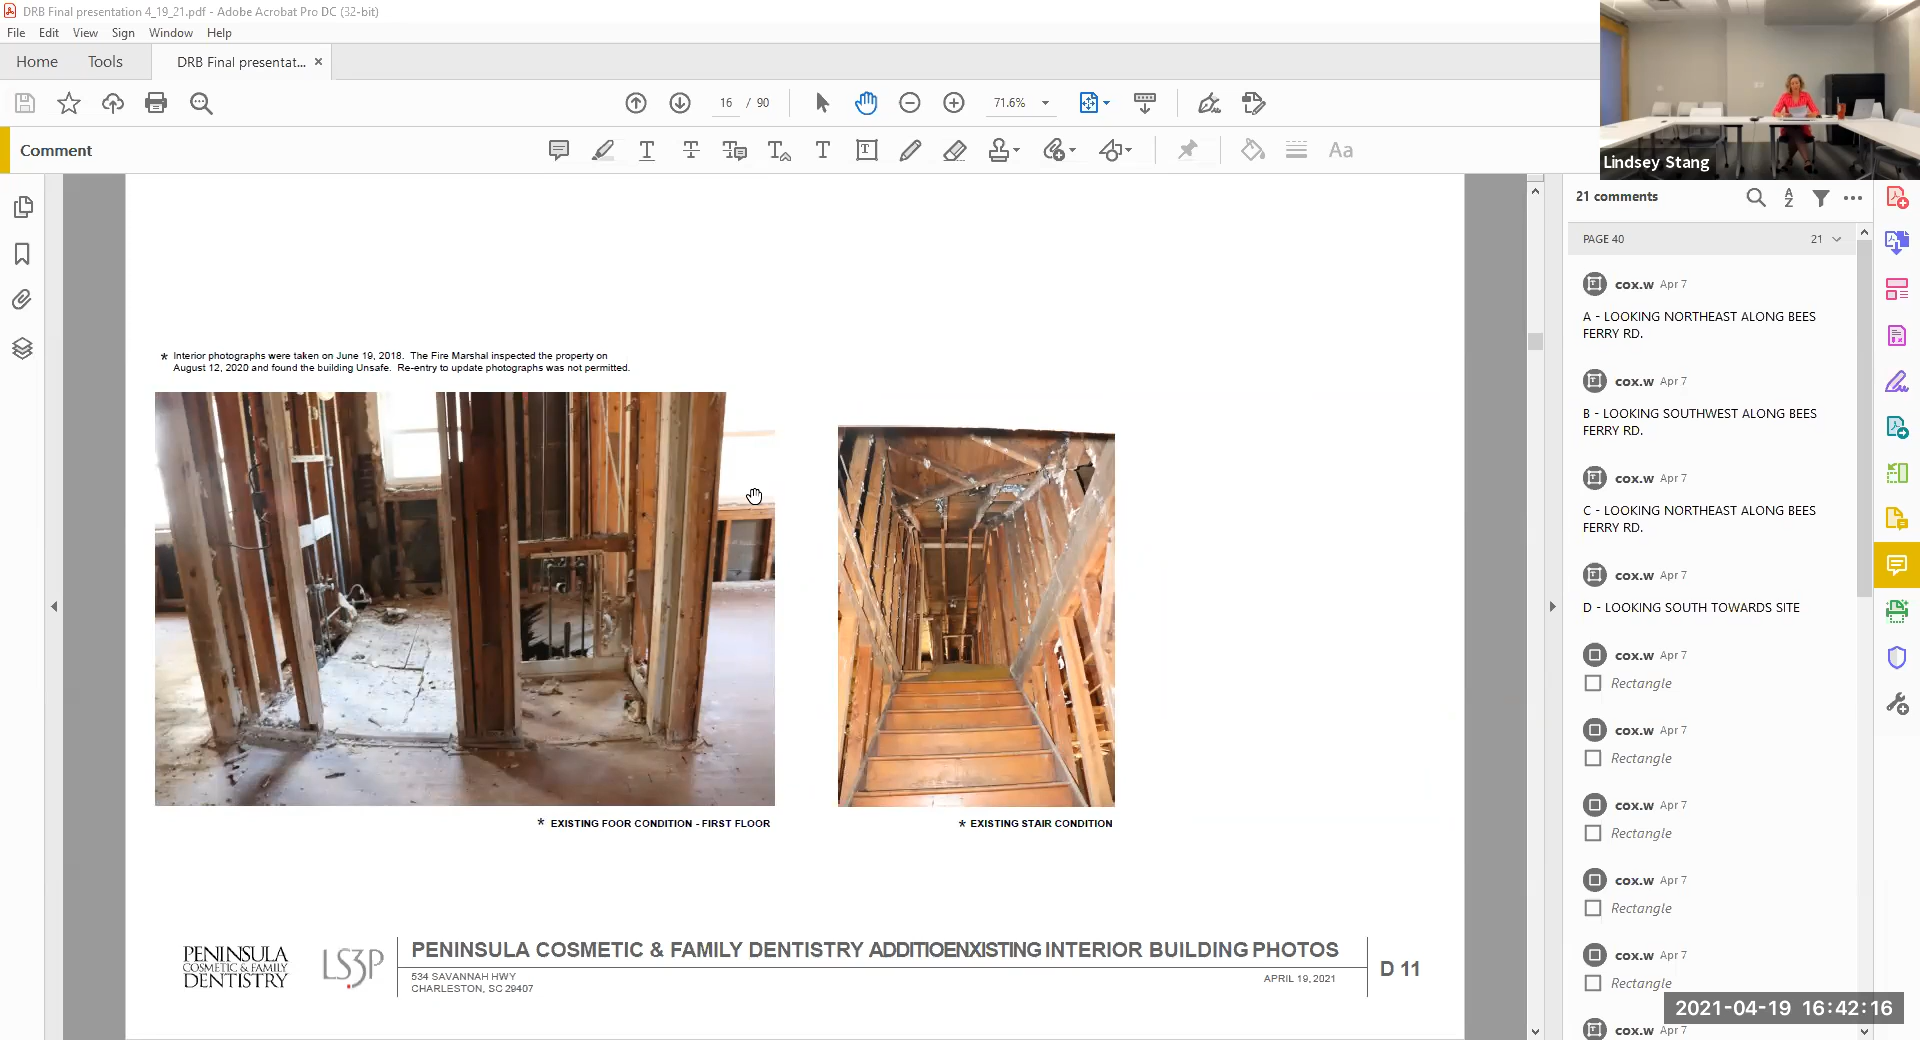 DRB Final presentation 4_19_21.pdf - Adobe Acrobat Pro DC (32-bit)
File Edit View Sign Window Help
Home Tools DRB Final presentat... ×
16 / 90 71.6%
Comment
Aa
Lindsey Stang
21 comments
PAGE 40 21
cox.w Apr 7
A - LOOKING NORTHEAST ALONG BEES
FERRY RD.
cox.w Apr 7
B - LOOKING SOUTHWEST ALONG BEES
FERRY RD.
cox.w Apr 7
C - LOOKING NORTHEAST ALONG BEES
FERRY RD.
cox.w Apr 7
D - LOOKING SOUTH TOWARDS SITE
cox.w Apr 7
Rectangle
cox.w Apr 7
Rectangle
cox.w Apr 7
Rectangle
cox.w Apr 7
Rectangle
cox.w Apr 7
Rectangle
cox.w Apr 7
* Interior photographs were taken on June 19, 2018. The Fire Marshal inspected the property on
August 12, 2020 and found the building Unsafe. Re-entry to update photographs was not permitted.
* EXISTING FOOR CONDITION - FIRST FLOOR
* EXISTING STAIR CONDITION
PENINSULA
COSMETIC & FAMILY
DENTISTRY
LS3P
PENINSULA COSMETIC & FAMILY DENTISTRY ADDITIOENXISTING INTERIOR BUILDING PHOTOS
534 SAVANNAH HWY
CHARLESTON, SC 29407
APRIL 19, 2021
D 11
2021-04-19 16:42:16